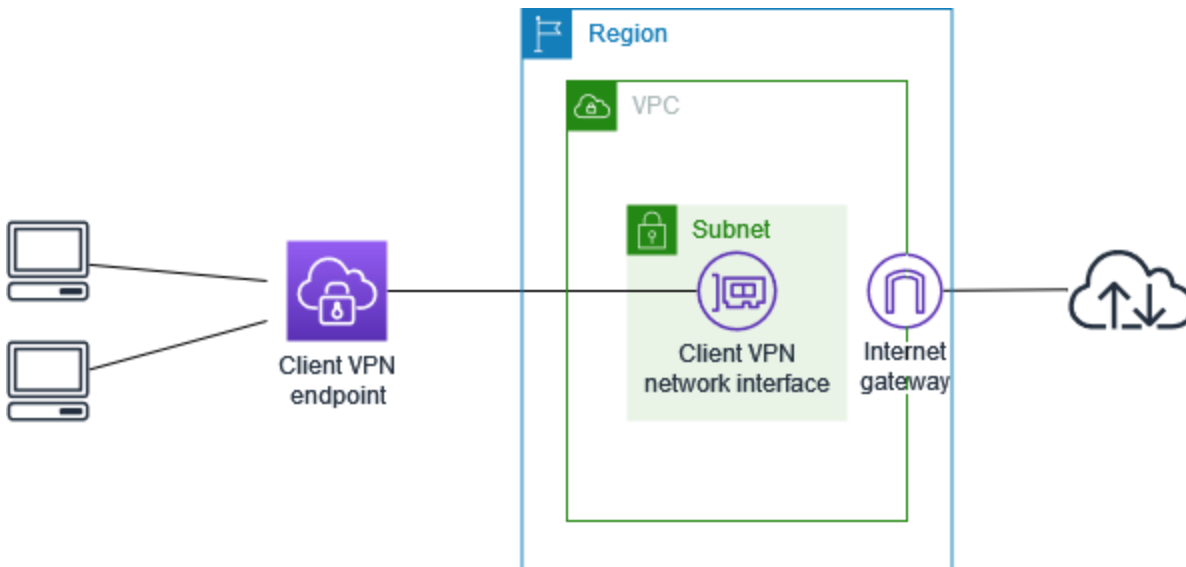 Region
VPC
Subnet
Client VPN
endpoint
Client VPN
network interface
Internet
gateway